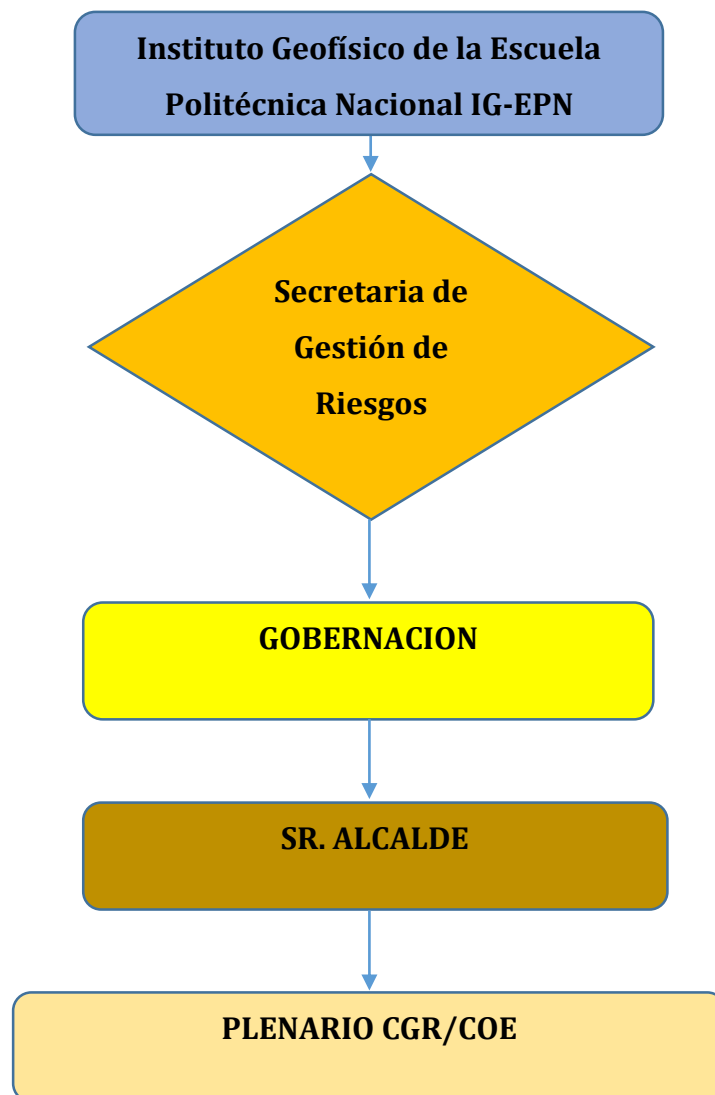 Instituto Geofísico de la Escuela
Politécnica Nacional IG-EPN
Secretaria de
Gestión de
Riesgos
GOBERNACION
SR. ALCALDE
PLENARIO CGR/COE